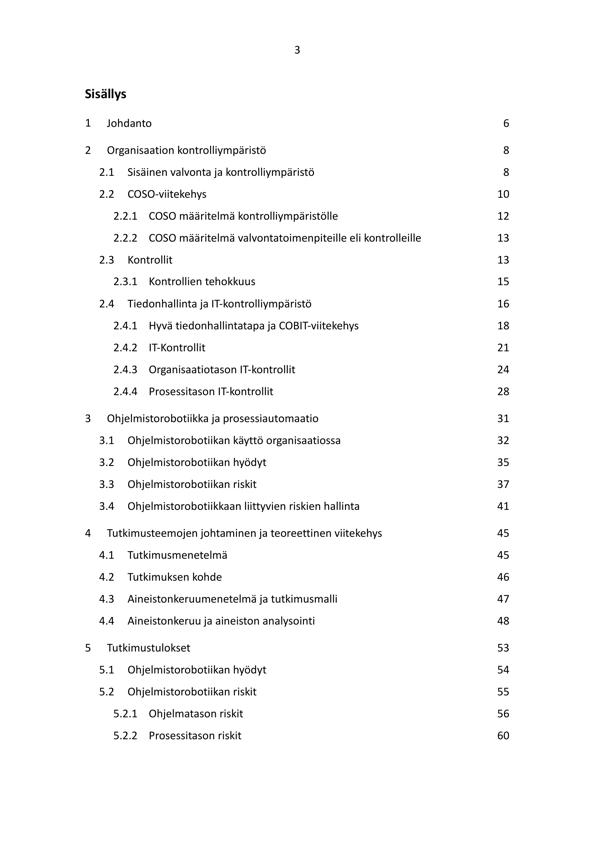 3
Sisällys
1 Johdanto 6
2 Organisaation kontrolliympäristö 8
2.1 Sisäinen valvonta ja kontrolliympäristö 8
2.2 COSO-viitekehys 10
2.2.1 COSO määritelmä kontrolliympäristölle 12
2.2.2 COSO määritelmä valvontatoimenpiteille eli kontrolleille 13
2.3 Kontrollit 13
2.3.1 Kontrollien tehokkuus 15
2.4 Tiedonhallinta ja IT-kontrolliympäristö 16
2.4.1 Hyvä tiedonhallintatapa ja COBIT-viitekehys 18
2.4.2 IT-Kontrollit 21
2.4.3 Organisaatiotason IT-kontrollit 24
2.4.4 Prosessitason IT-kontrollit 28
3 Ohjelmistorobotiikka ja prosessiautomaatio 31
3.1 Ohjelmistorobotiikan käyttö organisaatiossa 32
3.2 Ohjelmistorobotiikan hyödyt 35
3.3 Ohjelmistorobotiikan riskit 37
3.4 Ohjelmistorobotiikkaan liittyvien riskien hallinta 41
4 Tutkimusteemojen johtaminen ja teoreettinen viitekehys 45
4.1 Tutkimusmenetelmä 45
4.2 Tutkimuksen kohde 46
4.3 Aineistonkeruumenetelmä ja tutkimusmalli 47
4.4 Aineistonkeruu ja aineiston analysointi 48
5 Tutkimustulokset 53
5.1 Ohjelmistorobotiikan hyödyt 54
5.2 Ohjelmistorobotiikan riskit 55
5.2.1 Ohjelmatason riskit 56
5.2.2 Prosessitason riskit 60